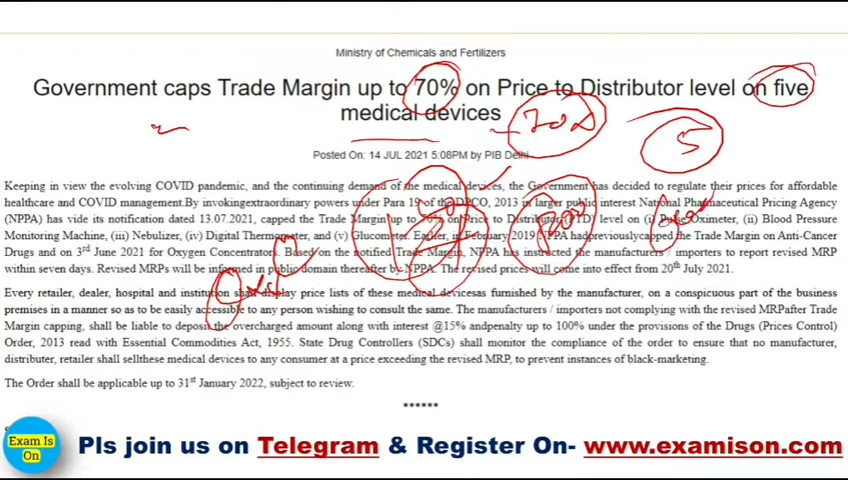 Ministry of Chemicals and Fertilizers
Government caps Trade Margin up to 70% on Price to Distributor level on five
medical devices
Posted On: 14 JUL 2021 5:08PM by PIB Delhi
Keeping in view the evolving COVID pandemic, and the continuing demand of the medical devices, the Government has decided to regulate their prices for affordable
healthcare and COVID management.By invokingextraordinary powers under Para 19 of the DPCO, 2013 in larger public interest National Pharmaceutical Pricing Agency
(NPPA) has vide its notification dated 13.07.2021, capped the Trade Margin up to 70% on Price to Distributor (PTD) level on (i) Pulse Oximeter, (ii) Blood Pressure
Monitoring Machine, (iii) Nebulizer, (iv) Digital Thermometer, and (v) Glucometer. Earlier, in February 2019 NPPA hadpreviouslycapped the Trade Margin on Anti-Cancer
Drugs and on 3rd June 2021 for Oxygen Concentrators. Based on the notified Trade Margin, NPPA has instructed the manufacturers / importers to report revised MRP
within seven days. Revised MRPs will be informed in public domain thereafter by NPPA. The revised prices will come into effect from 20th July 2021.
Every retailer, dealer, hospital and institution shall display price lists of these medical devicesas furnished by the manufacturer, on a conspicuous part of the business
premises in a manner so as to be easily accessible to any person wishing to consult the same. The manufacturers / importers not complying with the revised MRPafter Trade
Margin capping, shall be liable to deposit the overcharged amount along with interest @15% andpenalty up to 100% under the provisions of the Drugs (Prices Control)
Order, 2013 read with Essential Commodities Act, 1955. State Drug Controllers (SDCs) shall monitor the compliance of the order to ensure that no manufacturer,
distributer, retailer shall sellthese medical devices to any consumer at a price exceeding the revised MRP, to prevent instances of black-marketing.
The Order shall be applicable up to 31st January 2022, subject to review.
******
70%
5
Exam Is
On
Pls join us on Telegram & Register On- www.examison.com